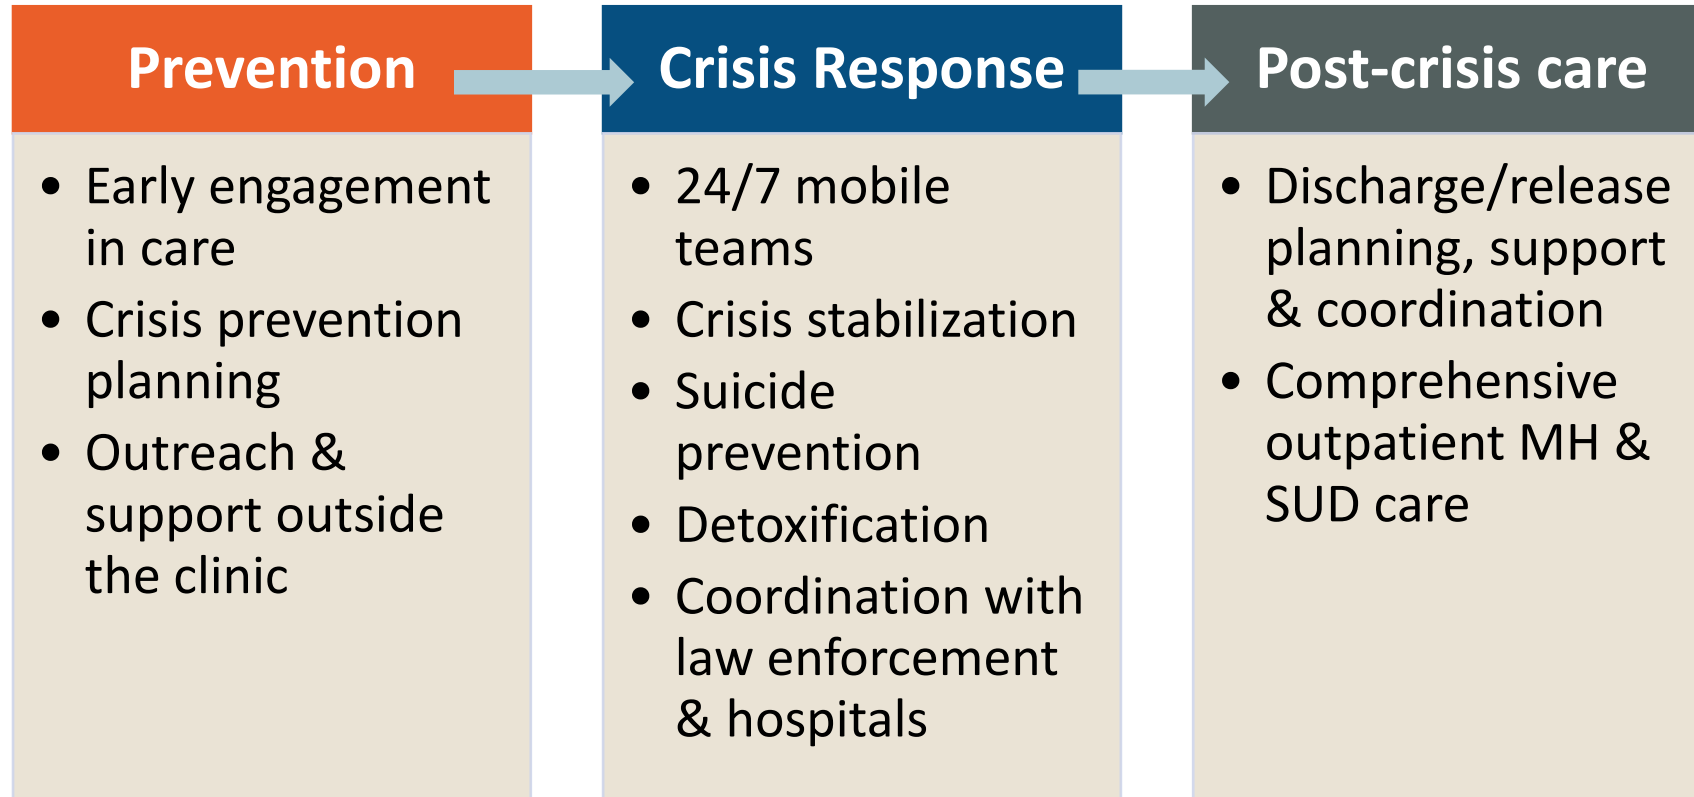 Prevention
• Early engagement
in care
• Crisis prevention
planning
• Outreach &
support outside
the clinic
Crisis Response
• 24/7 mobile
teams
• Crisis stabilization
• Suicide
prevention
• Detoxification
• Coordination with
law enforcement
& hospitals
Post-crisis care
• Discharge/release
planning, support
& coordination
• Comprehensive
outpatient MH &
SUD care